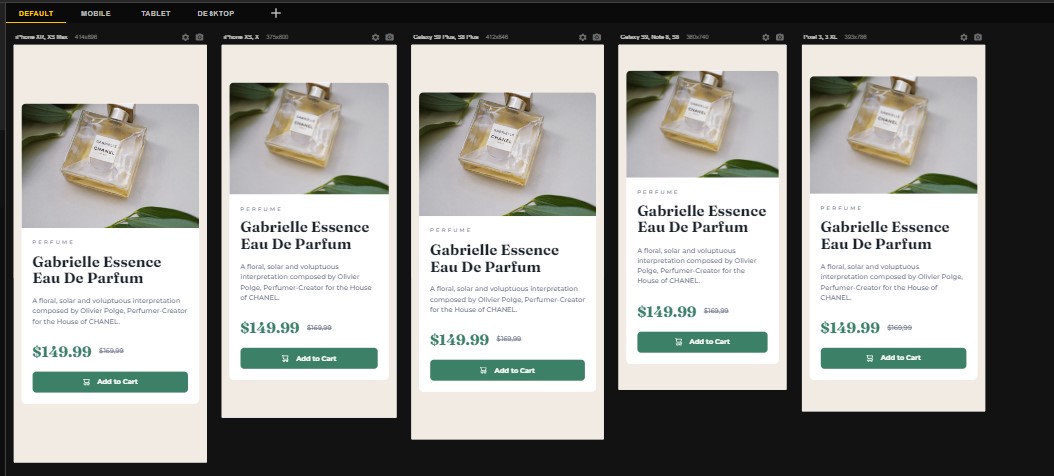 DEFAULT MOBILE TABLET DESKTOP
iPhone XR, XS Max 414x896
PERFUME
Gabrielle Essence
Eau De Parfum
A floral, solar and voluptuous interpretation
composed by Olivier Polge, Perfumer-Creator
for the House of CHANEL.
$149.99 $169,99
Add to Cart
iPhone XS, X
PERFUME
Gabrielle Essence
Eau De Parfum
A floral, solar and voluptuous
interpretation composed by Olivier
Polge, Perfumer-Creator for the House
of CHANEL.
$149.99 $169,99
Add to Cart
Galaxy S9 Plus, S8 Plus 412x846
GABRIELLE
CHANEL
PERFUME
Gabrielle Essence
Eau De Parfum
A floral, solar and voluptuous interpretation
composed by Olivier Polge, Perfumer-Creator
for the House of CHANEL.
$149.99 $169,99
Add to Cart
Galaxy S9, Note 8, S8 360x740
PERFUME
Gabrielle Essence
Eau De Parfum
A floral, solar and voluptuous
interpretation composed by Olivier
Polge, Perfumer-Creator for the
House of CHANEL.
$149.99 $169,99
Add to Cart
Pixel 3, 3 XL 393x786
PERFUME
Gabrielle Essence
Eau De Parfum
A floral, solar and voluptuous
interpretation composed by Olivier Polge,
Perfumer-Creator for the House of
CHANEL.
$149.99 $169,99
Add to Cart